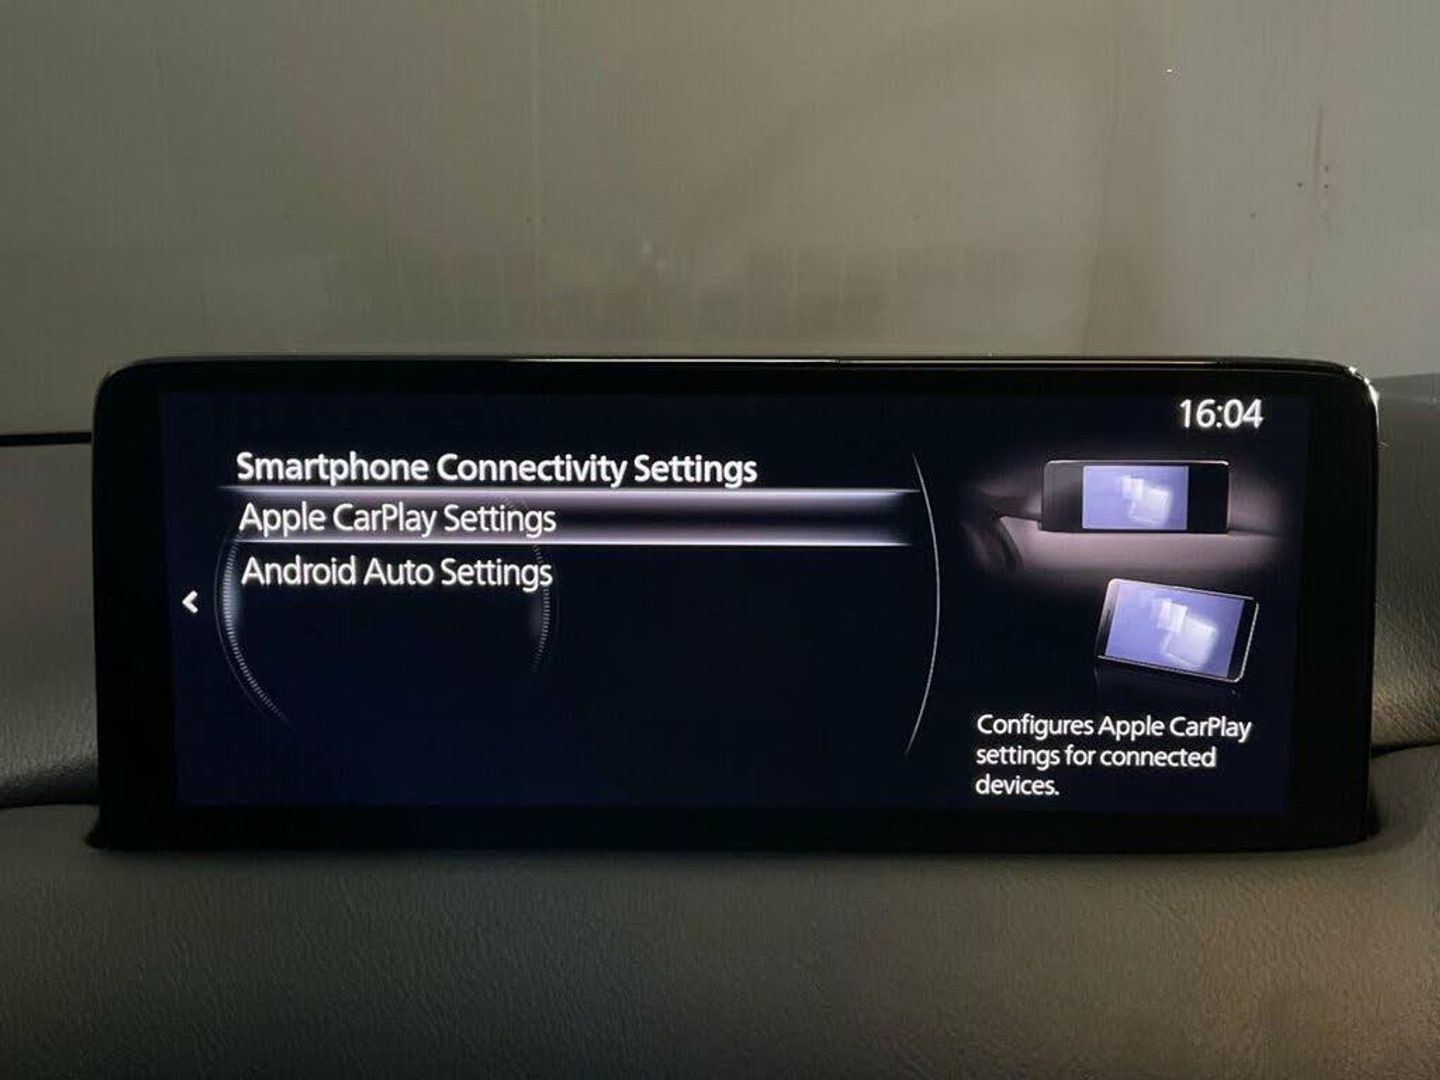 16:04
Smartphone Connectivity Settings
Apple CarPlay Settings
Android Auto Settings
Configures Apple CarPlay
settings for connected
devices.